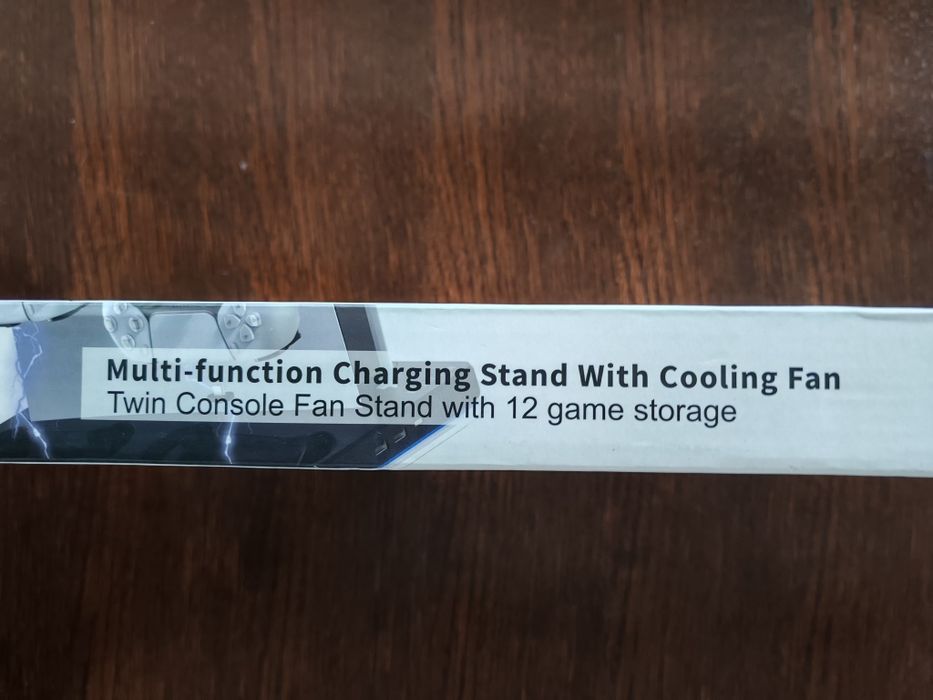 Multi-function Charging Stand With Cooling Fan
Twin Console Fan Stand with 12 game storage